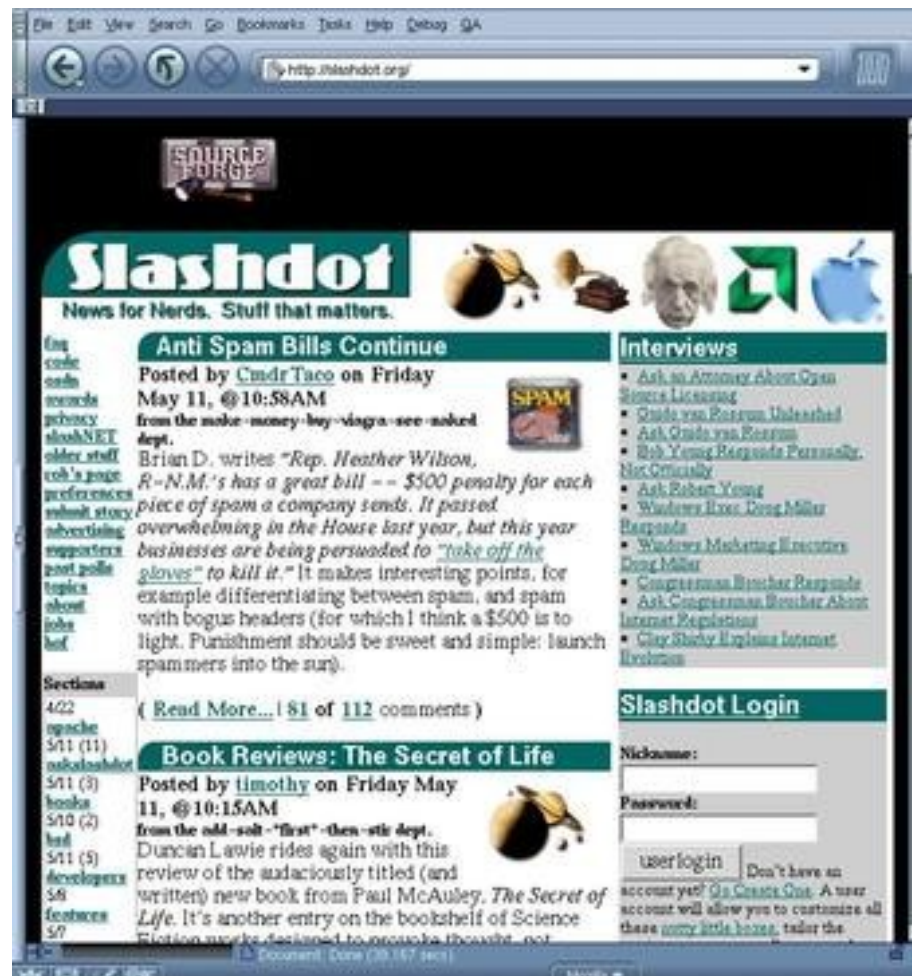 File Edit View Search Go Bookmarks Tasks Help Debug QA
http://slashdot.org/
SOURCE
FORGE
Slashdot
News for Nerds. Stuff that matters.
faq
code
osdn
awards
privacy
slashNET
older stuff
rob's page
preferences
submit story
advertising
supporters
past polls
topics
about
jobs
hof
Sections
4/22
apache
5/11 (11)
askslashdot
5/11 (3)
books
5/10 (2)
bsd
5/11 (5)
developers
5/8
features
5/7
Anti Spam Bills Continue
Posted by CmdrTaco on Friday
May 11, @10:58AM
from the make-money-buy-viagra-see-naked
dept.
SPAM
Brian D. writes "Rep. Heather Wilson,
R-N.M.'s has a great bill -- $500 penalty for each
piece of spam a company sends. It passed
overwhelming in the House last year, but this year
businesses are being persuaded to "take off the
gloves" to kill it." It makes interesting points, for
example differentiating between spam, and spam
with bogus headers (for which I think a $500 is to
light. Punishment should be sweet and simple: launch
spammers into the sun).
( Read More... | 81 of 112 comments )
Book Reviews: The Secret of Life
Posted by timothy on Friday May
11, @10:15AM
from the add-salt-*first*-then-stir dept.
Duncan Lawie rides again with this
review of the audaciously titled (and
written) new book from Paul McAuley, The Secret of
Life. It's another entry on the bookshelf of Science
Fiction works designed to provoke thought, not
Interviews
Ask an Attorney About Open
Source Licensing
Guido van Rossum Unleashed
Ask Guido van Rossum
Bob Young Responds Personally,
Not Officially
Ask Robert Young
Windows Exec Doug Miller
Responds
Windows Marketing Executive
Doug Miller
Congressman Boucher Responds
Ask Congressman Boucher About
Internet Regulations
Clay Shirky Explains Internet
Evolution
Slashdot Login
Nickname:
Password:
userlogin
Don't have an
account yet? Go Create One. A user
account will allow you to customize all
these nutty little boxes, tailor the
Document: Done (39.167 secs)